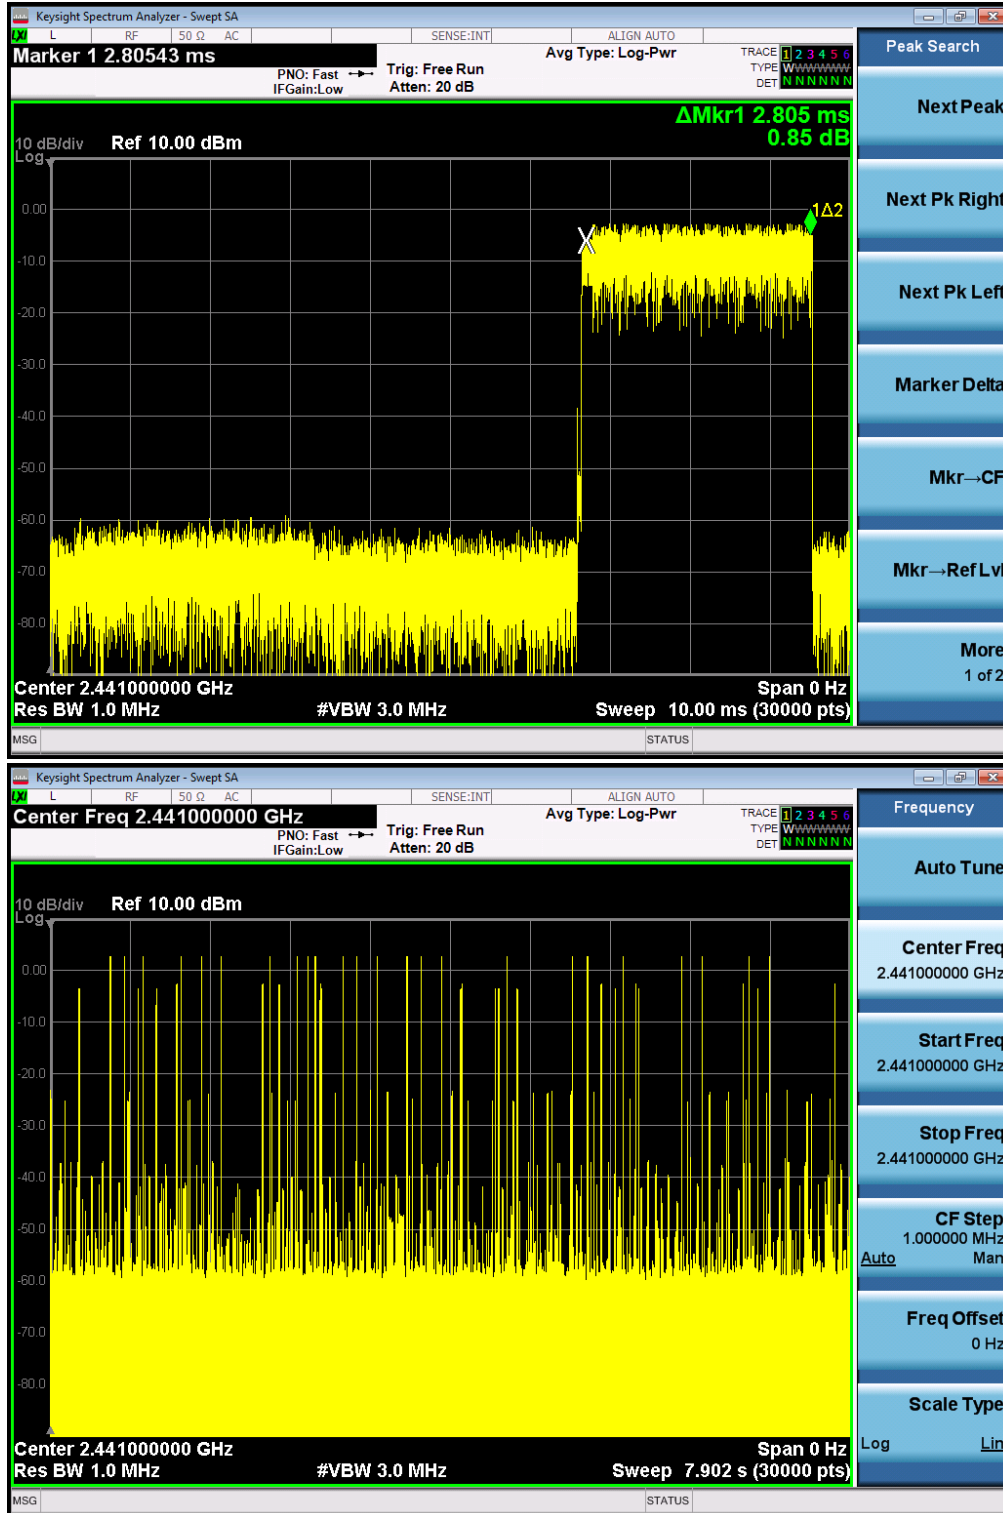 Keysight Spectrum Analyzer - Swept SA
LXI L RF 50 Ω AC SENSE:INT ALIGN AUTO
Marker 1 2.80543 ms
PNO: Fast
IFGain:Low
Trig: Free Run
Atten: 20 dB
Avg Type: Log-Pwr
TRACE 1 2 3 4 5 6
TYPE WWWWWW
DET N N N N N N
ΔMkr1 2.805 ms
0.85 dB
10 dB/div Ref 10.00 dBm
Log
0.00
-10.0
-20.0
-30.0
-40.0
-50.0
-60.0
-70.0
-80.0
1Δ2
Center 2.441000000 GHz Span 0 Hz
Res BW 1.0 MHz #VBW 3.0 MHz Sweep 10.00 ms (30000 pts)
MSG STATUS
Peak Search
Next Peak
Next Pk Right
Next Pk Left
Marker Delta
Mkr→CF
Mkr→Ref Lvl
More
1 of 2
Keysight Spectrum Analyzer - Swept SA
LXI L RF 50 Ω AC SENSE:INT ALIGN AUTO
Center Freq 2.441000000 GHz
PNO: Fast
IFGain:Low
Trig: Free Run
Atten: 20 dB
Avg Type: Log-Pwr
TRACE 1 2 3 4 5 6
TYPE WWWWWW
DET N N N N N N
10 dB/div Ref 10.00 dBm
Log
0.00
-10.0
-20.0
-30.0
-40.0
-50.0
-60.0
-70.0
-80.0
Center 2.441000000 GHz Span 0 Hz
Res BW 1.0 MHz #VBW 3.0 MHz Sweep 7.902 s (30000 pts)
MSG STATUS
Frequency
Auto Tune
Center Freq
2.441000000 GHz
Start Freq
2.441000000 GHz
Stop Freq
2.441000000 GHz
CF Step
1.000000 MHz
Auto Man
Freq Offset
0 Hz
Scale Type
Log Lin